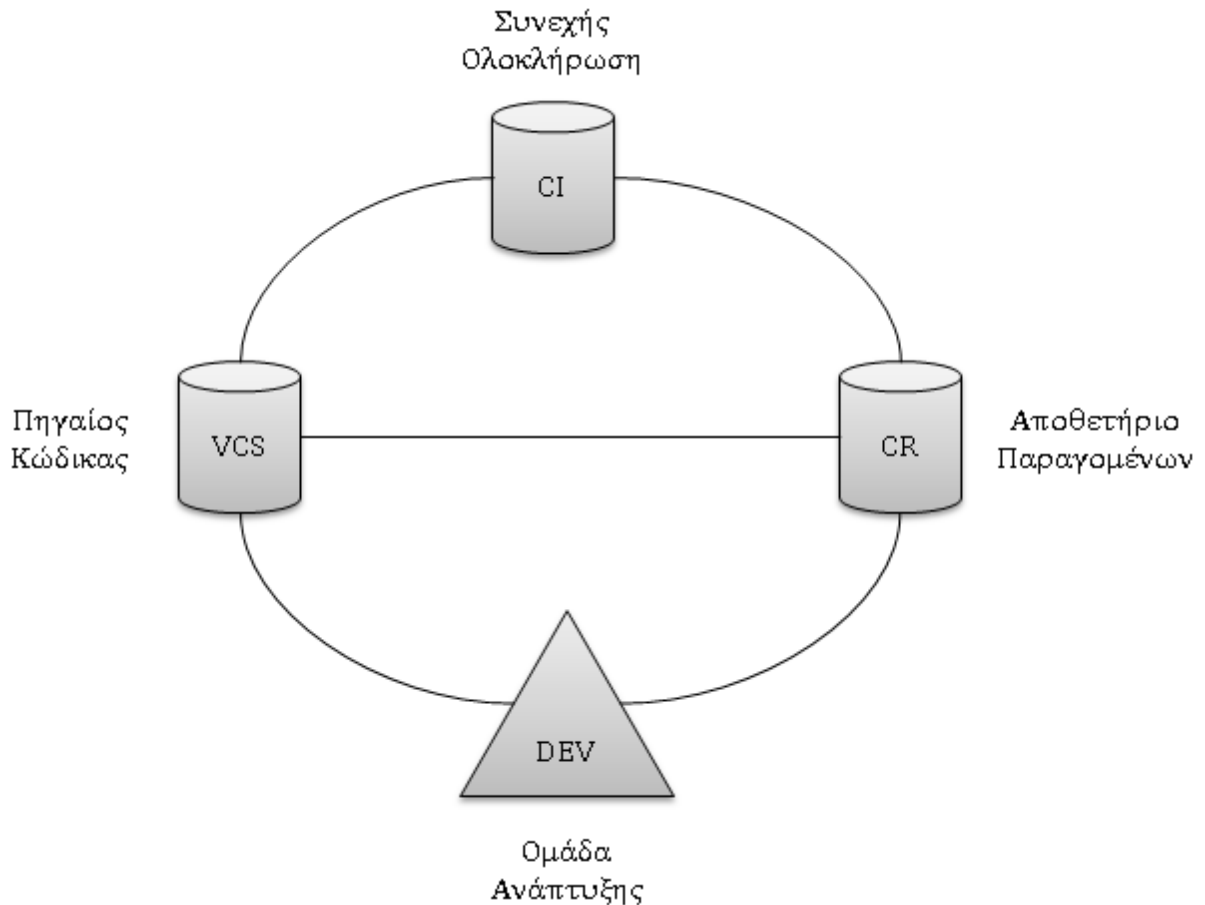 Συνεχής
Ολοκλήρωση
CI
Πηγαίος
Κώδικας
VCS
CR
Αποθετήριο
Παραγομένων
DEV
Ομάδα
Ανάπτυξης